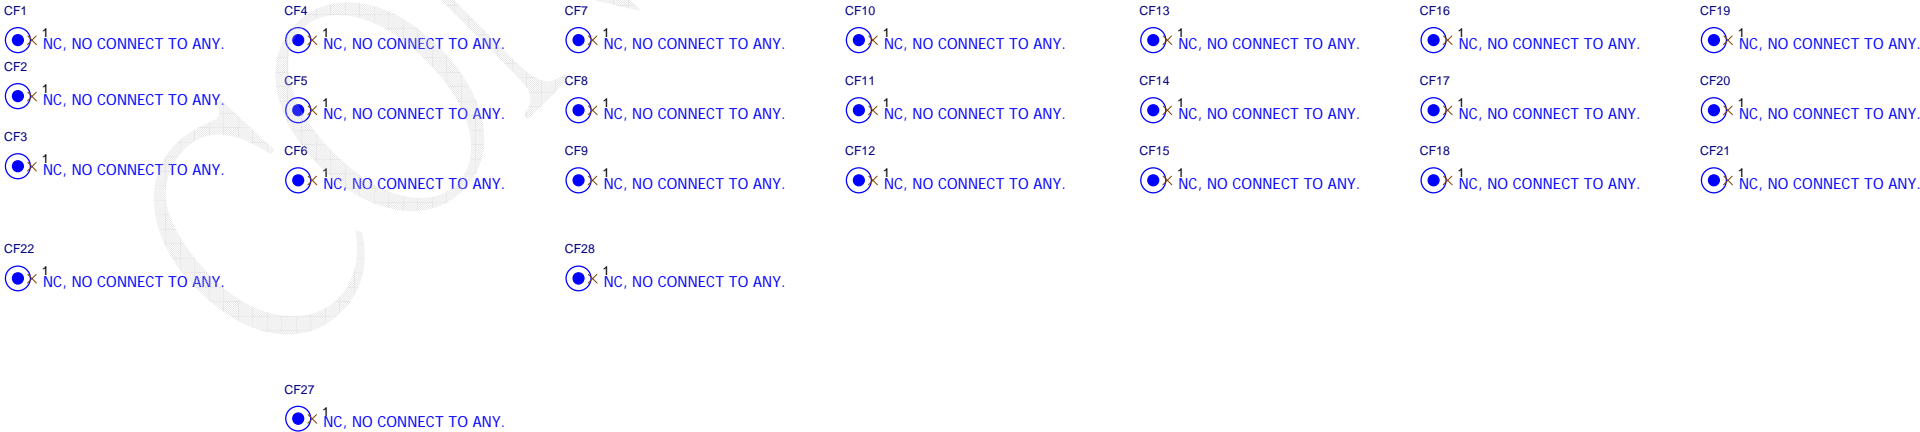 CF1 CF4 CF7 CF10 CF13 CF16 CF19
1 1 1 1 1 1 1
NC, NO CONNECT TO ANY. NC, NO CONNECT TO ANY. NC, NO CONNECT TO ANY. NC, NO CONNECT TO ANY. NC, NO CONNECT TO ANY. NC, NO CONNECT TO ANY. NC, NO CONNECT TO ANY.
CF2
1
NC, NO CONNECT TO ANY.
CF5 CF8 CF11 CF14 CF17 CF20
1 1 1 1 1 1
NC, NO CONNECT TO ANY. NC, NO CONNECT TO ANY. NC, NO CONNECT TO ANY. NC, NO CONNECT TO ANY. NC, NO CONNECT TO ANY. NC, NO CONNECT TO ANY.
CF3
1
NC, NO CONNECT TO ANY.
CF6 CF9 CF12 CF15 CF18 CF21
1 1 1 1 1 1
NC, NO CONNECT TO ANY. NC, NO CONNECT TO ANY. NC, NO CONNECT TO ANY. NC, NO CONNECT TO ANY. NC, NO CONNECT TO ANY. NC, NO CONNECT TO ANY.
CF22 CF28
1 1
NC, NO CONNECT TO ANY. NC, NO CONNECT TO ANY.
CF27
1
NC, NO CONNECT TO ANY.